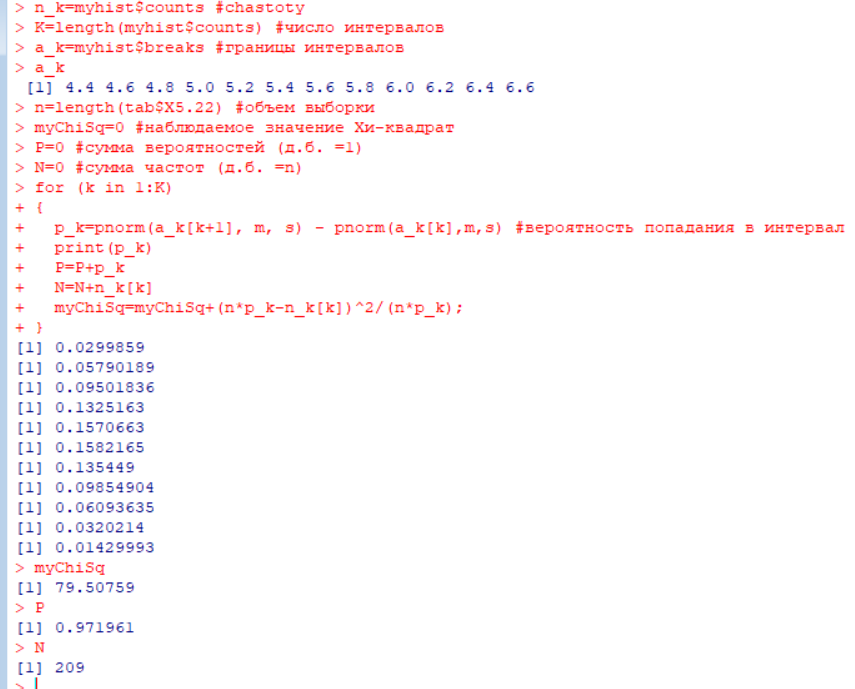 > n_k=myhist$counts #chastoty
> K=length(myhist$counts) #число интервалов
> a_k=myhist$breaks #границы интервалов
> a_k
[1] 4.4 4.6 4.8 5.0 5.2 5.4 5.6 5.8 6.0 6.2 6.4 6.6
> n=length(tab$X5.22) #объем выборки
> myChiSq=0 #наблюдаемое значение Хи-квадрат
> P=0 #сумма вероятностей (д.б. =1)
> N=0 #сумма частот (д.б. =n)
> for (k in 1:K)
+ {
+   p_k=pnorm(a_k[k+1], m, s) - pnorm(a_k[k],m,s) #вероятность попадания в интервал
+   print(p_k)
+   P=P+p_k
+   N=N+n_k[k]
+   myChiSq=myChiSq+(n*p_k-n_k[k])^2/(n*p_k);
+ }
[1] 0.0299859
[1] 0.05790189
[1] 0.09501836
[1] 0.1325163
[1] 0.1570663
[1] 0.1582165
[1] 0.135449
[1] 0.09854904
[1] 0.06093635
[1] 0.0320214
[1] 0.01429993
> myChiSq
[1] 79.50759
> P
[1] 0.971961
> N
[1] 209
>